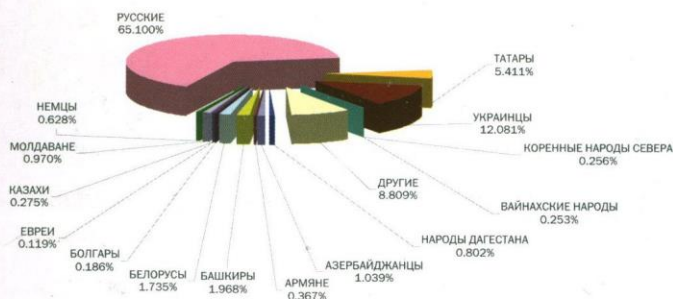 РУССКИЕ
65.100%
ТАТАРЫ
5.411%
УКРАИНЦЫ
12.081%
КОРЕННЫЕ НАРОДЫ СЕВЕРА
0.256%
ВАЙНАХСКИЕ НАРОДЫ
0.253%
ДРУГИЕ
8.809%
НАРОДЫ ДАГЕСТАНА
0.802%
АЗЕРБАЙДЖАНЦЫ
1.039%
АРМЯНЕ
0.367%
БАШКИРЫ
1.968%
БЕЛОРУСЫ
1.735%
БОЛГАРЫ
0.186%
ЕВРЕИ
0.119%
КАЗАХИ
0.275%
МОЛДАВАНЕ
0.970%
НЕМЦЫ
0.628%